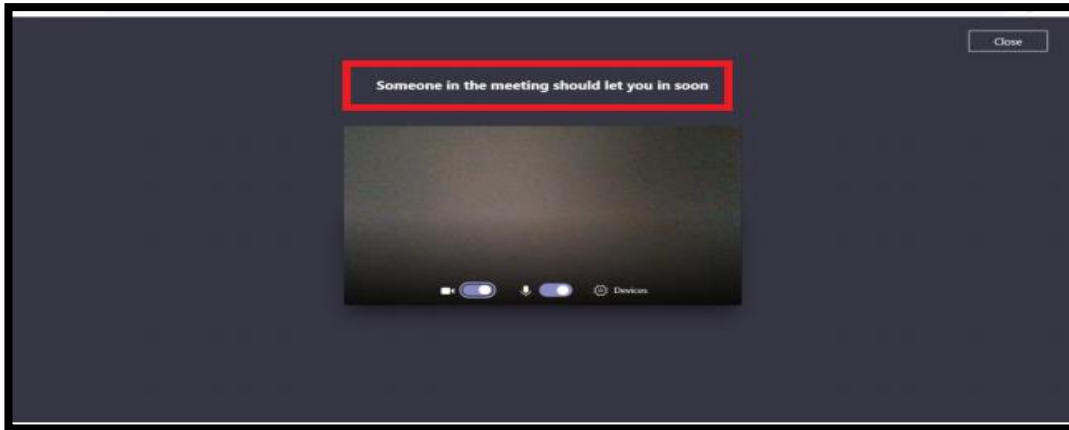 Close
Someone in the meeting should let you in soon
Devices